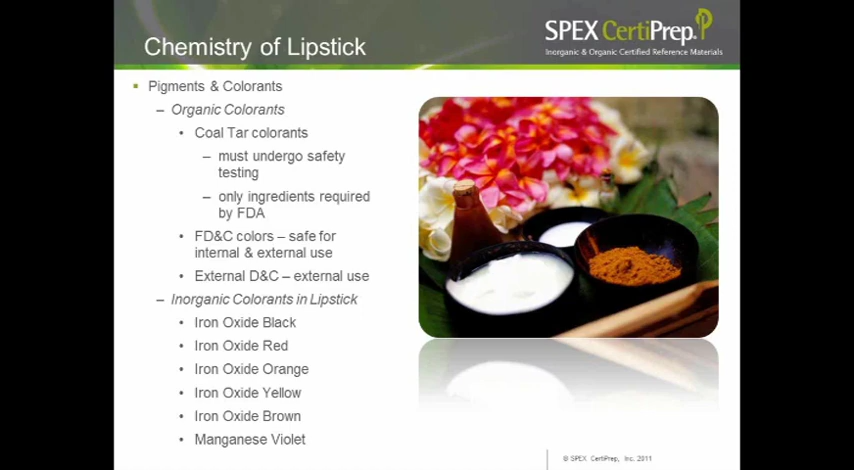 Chemistry of Lipstick
SPEX CertiPrep.
Inorganic & Organic Certified Reference Materials
Pigments & Colorants
– Organic Colorants
• Coal Tar colorants
– must undergo safety
testing
– only ingredients required
by FDA
• FD&C colors – safe for
internal & external use
• External D&C – external use
– Inorganic Colorants in Lipstick
• Iron Oxide Black
• Iron Oxide Red
• Iron Oxide Orange
• Iron Oxide Yellow
• Iron Oxide Brown
• Manganese Violet
© SPEX CertiPrep, Inc. 2011